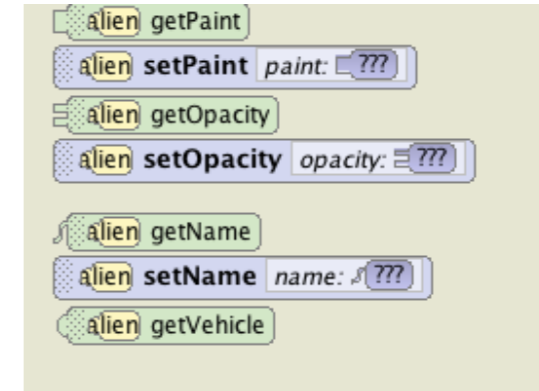 alien getPaint
alien setPaint paint: ???
alien getOpacity
alien setOpacity opacity: ???
alien getName
alien setName name: ???
alien getVehicle